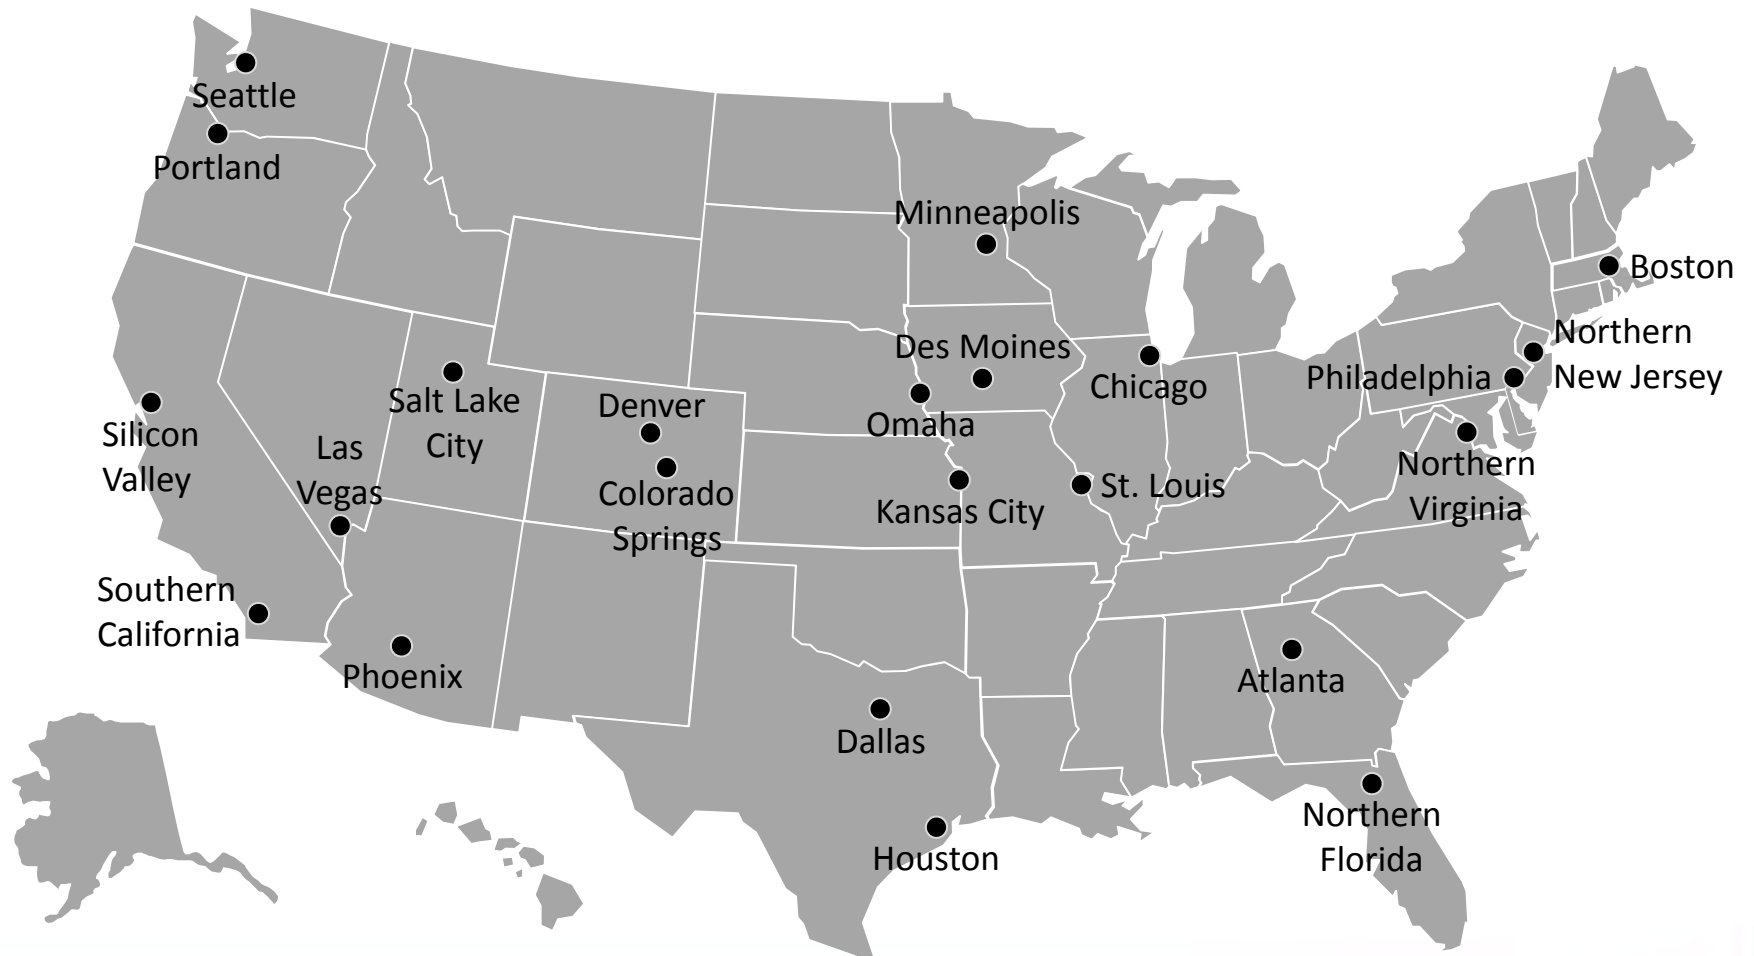 Seattle
Portland
Minneapolis
Boston
Northern
New Jersey
Des Moines
Philadelphia
Chicago
Salt Lake
City
Denver
Omaha
Silicon
Valley
Las
Vegas
Colorado
Springs
Kansas City
St. Louis
Northern
Virginia
Southern
California
Phoenix
Atlanta
Dallas
Northern
Florida
Houston